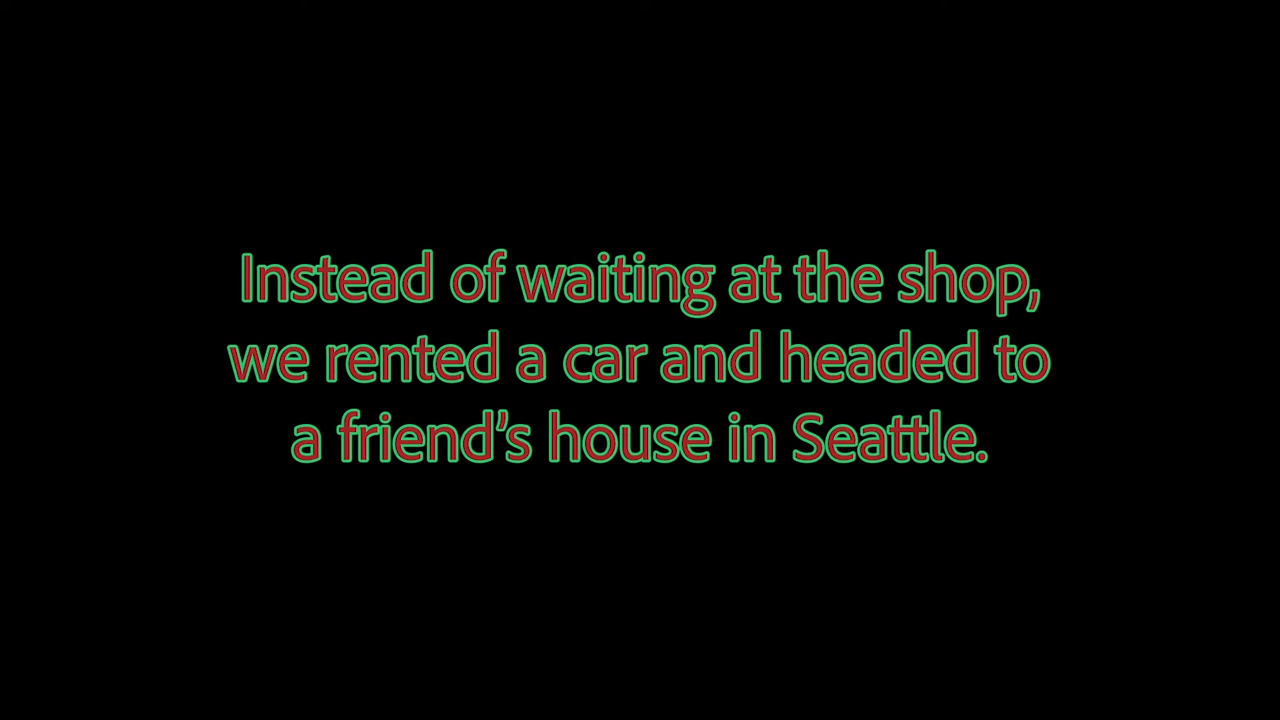 Instead of waiting at the shop,
we rented a car and headed to
a friend’s house in Seattle.